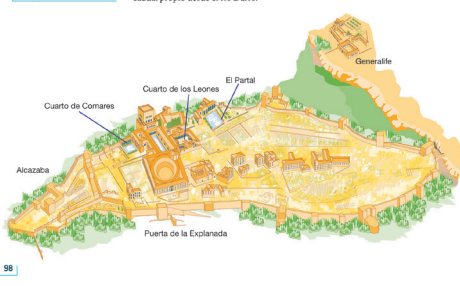 Generalife
El Partal
Cuarto de los Leones
Cuarto de Comares
Alcazaba
Puerta de la Explanada
98